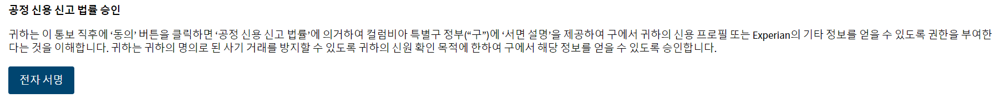 공정 신용 신고 법률 승인
귀하는 이 통보 직후에 ‘동의’ 버튼을 클릭하면 ‘공정 신용 신고 법률’에 의거하여 컬럼비아 특별구 정부(“구”)에 ‘서면 설명’을 제공하여 구에서 귀하의 신용 프로필 또는 Experian의 기타 정보를 얻을 수 있도록 권한을 부여한
다는 것을 이해합니다. 귀하는 귀하의 명의로 된 사기 거래를 방지할 수 있도록 귀하의 신원 확인 목적에 한하여 구에서 해당 정보를 얻을 수 있도록 승인합니다.
전자 서명